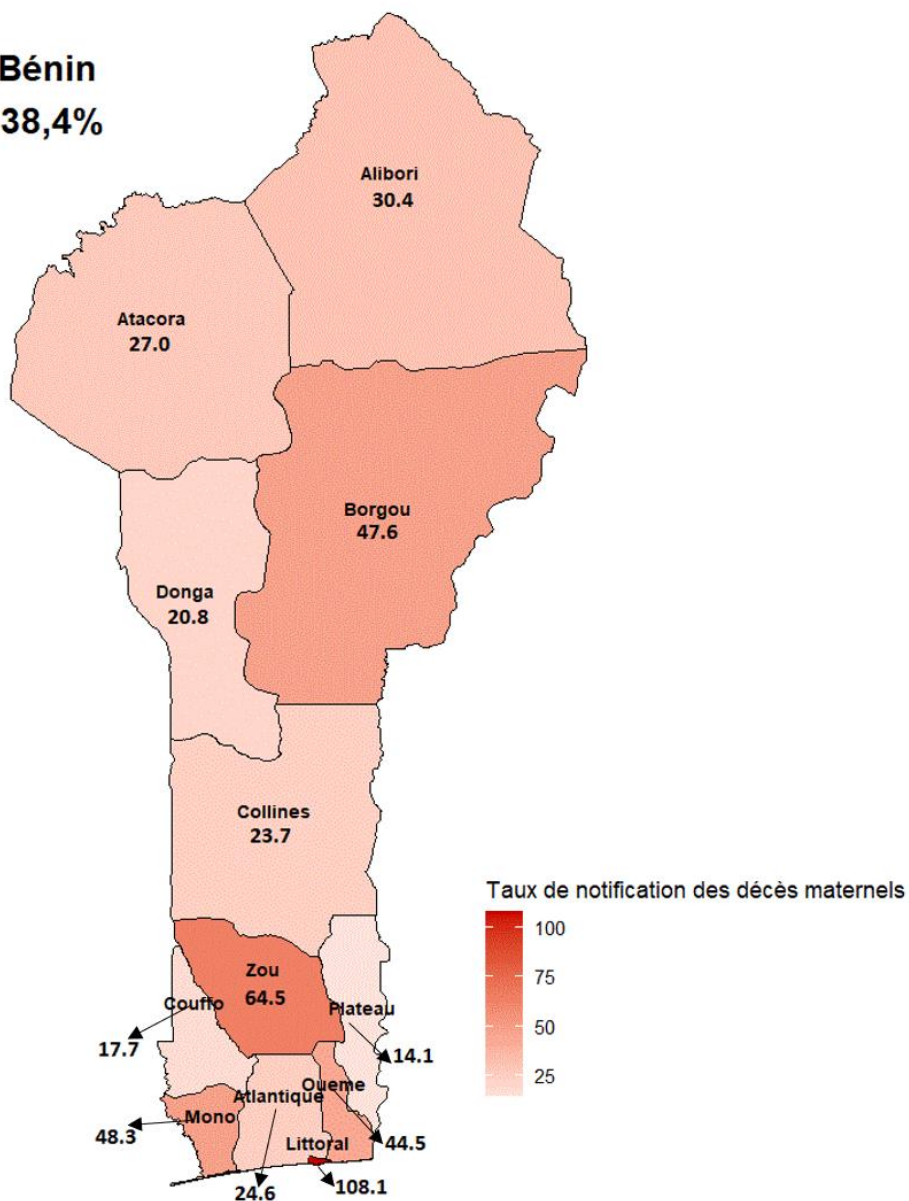 Bénin
38,4%
Alibori
30.4
Atacora
27.0
Borgou
47.6
Donga
20.8
Collines
23.7
Taux de notification des décès maternels
100
75
50
25
Zou
64.5
Couffo
17.7
Plateau
14.1
Oueme
44.5
Atlantique
24.6
Mono
48.3
Littoral
108.1